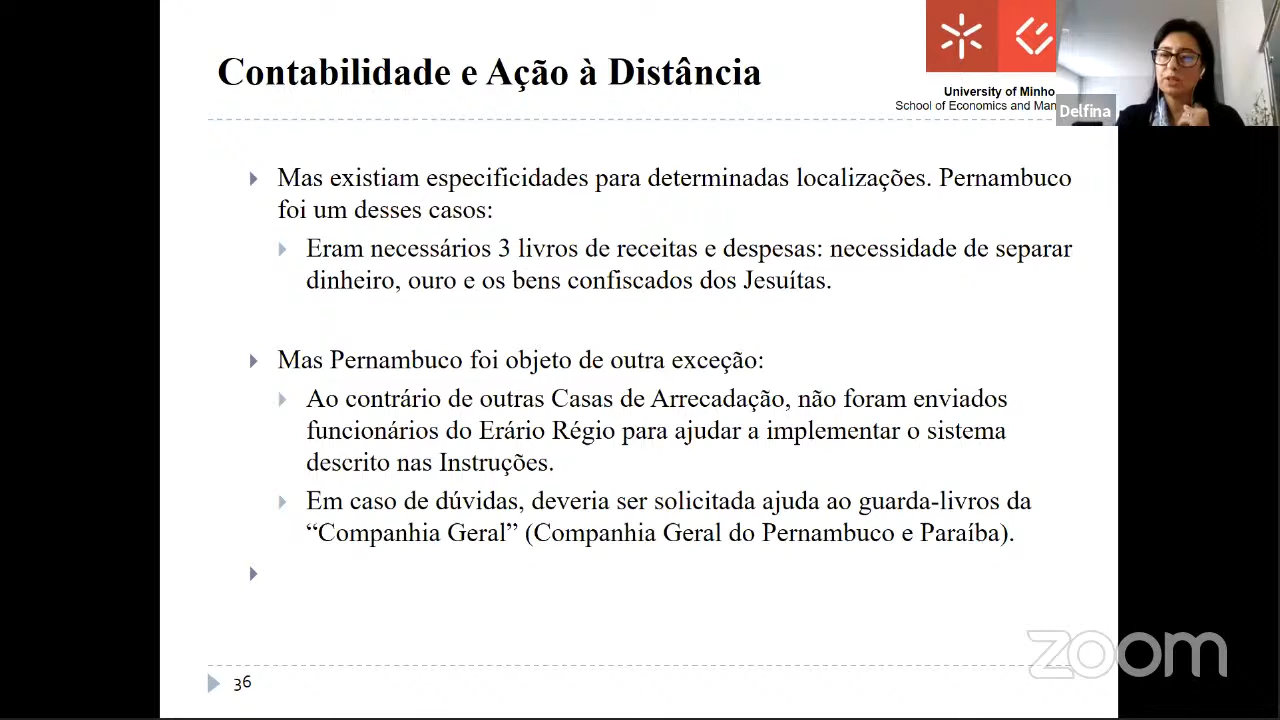 Contabilidade e Ação à Distância
University of Minho
School of Economics and Man
Delfina
Mas existiam especificidades para determinadas localizações. Pernambuco
foi um desses casos:
Eram necessários 3 livros de receitas e despesas: necessidade de separar
dinheiro, ouro e os bens confiscados dos Jesuítas.
Mas Pernambuco foi objeto de outra exceção:
Ao contrário de outras Casas de Arrecadação, não foram enviados
funcionários do Erário Régio para ajudar a implementar o sistema
descrito nas Instruções.
Em caso de dúvidas, deveria ser solicitada ajuda ao guarda-livros da
“Companhia Geral” (Companhia Geral do Pernambuco e Paraíba).
36
zoom